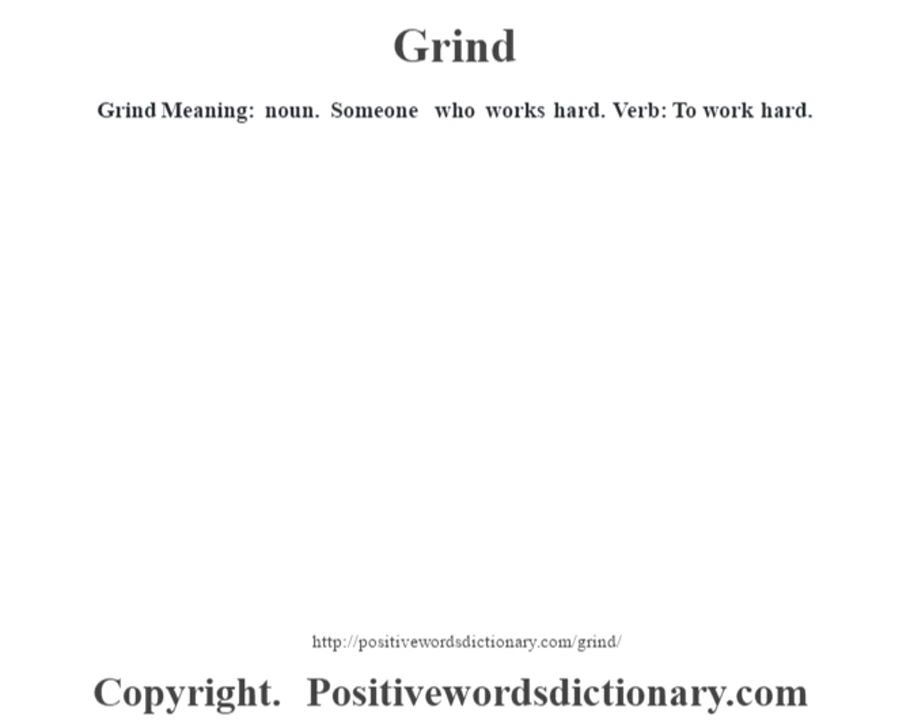 Grind
Grind Meaning: noun. Someone who works hard. Verb: To work hard.
http://positivewordsdictionary.com/grind/
Copyright. Positivewordsdictionary.com